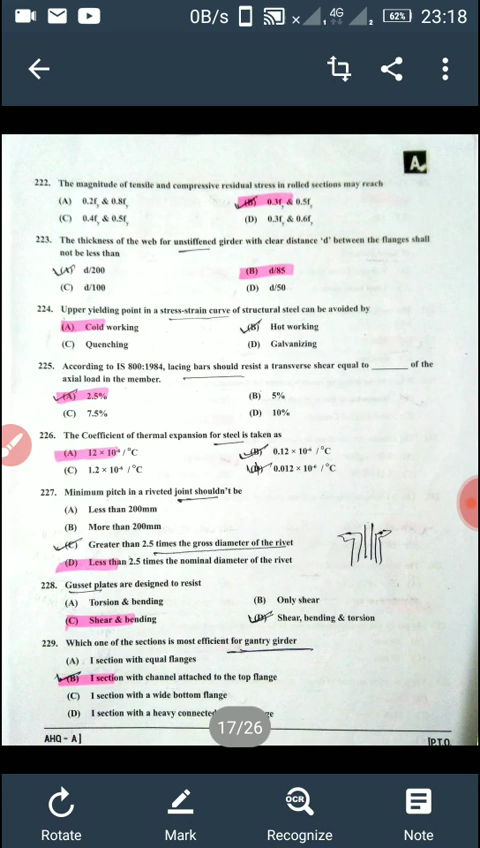 0B/s 4G 1 2 62% 23:18
A
222. The magnitude of tensile and compressive residual stress in rolled sections may reach
(A) 0.2fy & 0.8fy (B) 0.3fy & 0.5fy
(C) 0.4fy & 0.5fy (D) 0.3fy & 0.6fy
223. The thickness of the web for unstiffened girder with clear distance 'd' between the flanges shall
not be less than
(A) d/200 (B) d/85
(C) d/100 (D) d/50
224. Upper yielding point in a stress-strain curve of structural steel can be avoided by
(A) Cold working (B) Hot working
(C) Quenching (D) Galvanizing
225. According to IS 800:1984, lacing bars should resist a transverse shear equal to ________ of the
axial load in the member.
(A) 2.5% (B) 5%
(C) 7.5% (D) 10%
226. The Coefficient of thermal expansion for steel is taken as
(A) 12 × 10⁻⁶ / °C (B) 0.12 × 10⁻⁶ / °C
(C) 1.2 × 10⁻⁶ / °C (D) 0.012 × 10⁻⁶ / °C
227. Minimum pitch in a riveted joint shouldn't be
(A) Less than 200mm
(B) More than 200mm
(C) Greater than 2.5 times the gross diameter of the rivet
(D) Less than 2.5 times the nominal diameter of the rivet
228. Gusset plates are designed to resist
(A) Torsion & bending (B) Only shear
(C) Shear & bending (D) Shear, bending & torsion
229. Which one of the sections is most efficient for gantry girder
(A) I section with equal flanges
(B) I section with channel attached to the top flange
(C) I section with a wide bottom flange
(D) I section with a heavy connected
17/26
AHQ - A] [P.T.O.
Rotate Mark OCR Recognize Note